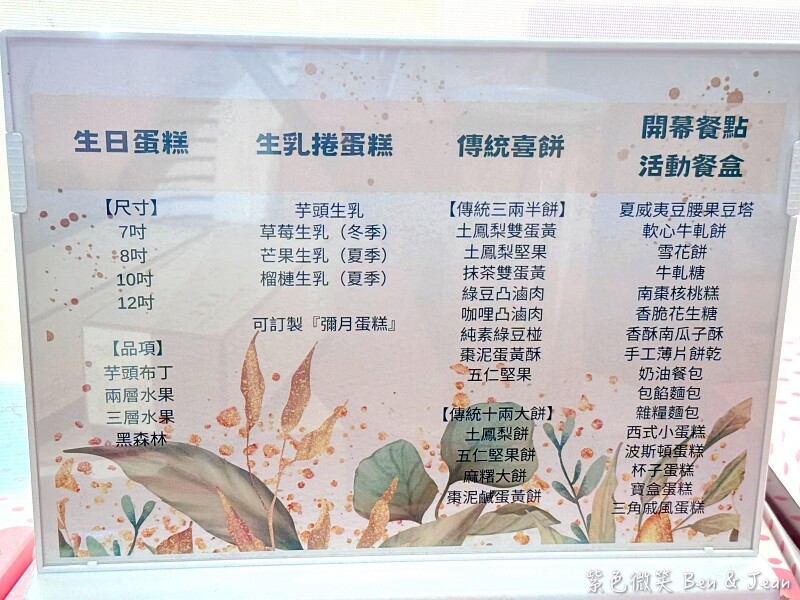 生日蛋糕
【尺寸】
7吋
8吋
10吋
12吋
【品項】
芋頭布丁
兩層水果
三層水果
黑森林
生乳捲蛋糕
芋頭生乳
草莓生乳（冬季）
芒果生乳（夏季）
榴槤生乳（夏季）
可訂製『彌月蛋糕』
傳統喜餅
【傳統三兩半餅】
土鳳梨雙蛋黃
土鳳梨堅果
抹茶雙蛋黃
綠豆凸滷肉
咖哩凸滷肉
純素綠豆椪
棗泥蛋黃酥
五仁堅果
【傳統十兩大餅】
土鳳梨餅
五仁堅果餅
麻糬大餅
棗泥鹹蛋黃餅
開幕餐點
活動餐盒
夏威夷豆腰果豆塔
軟心牛軋餅
雪花餅
牛軋糖
南棗核桃糕
香脆花生糖
香酥南瓜子酥
手工薄片餅乾
奶油餐包
包餡麵包
雜糧麵包
西式小蛋糕
波斯頓蛋糕
杯子蛋糕
寶盒蛋糕
三角戚風蛋糕
紫色微笑 Ben & Jean